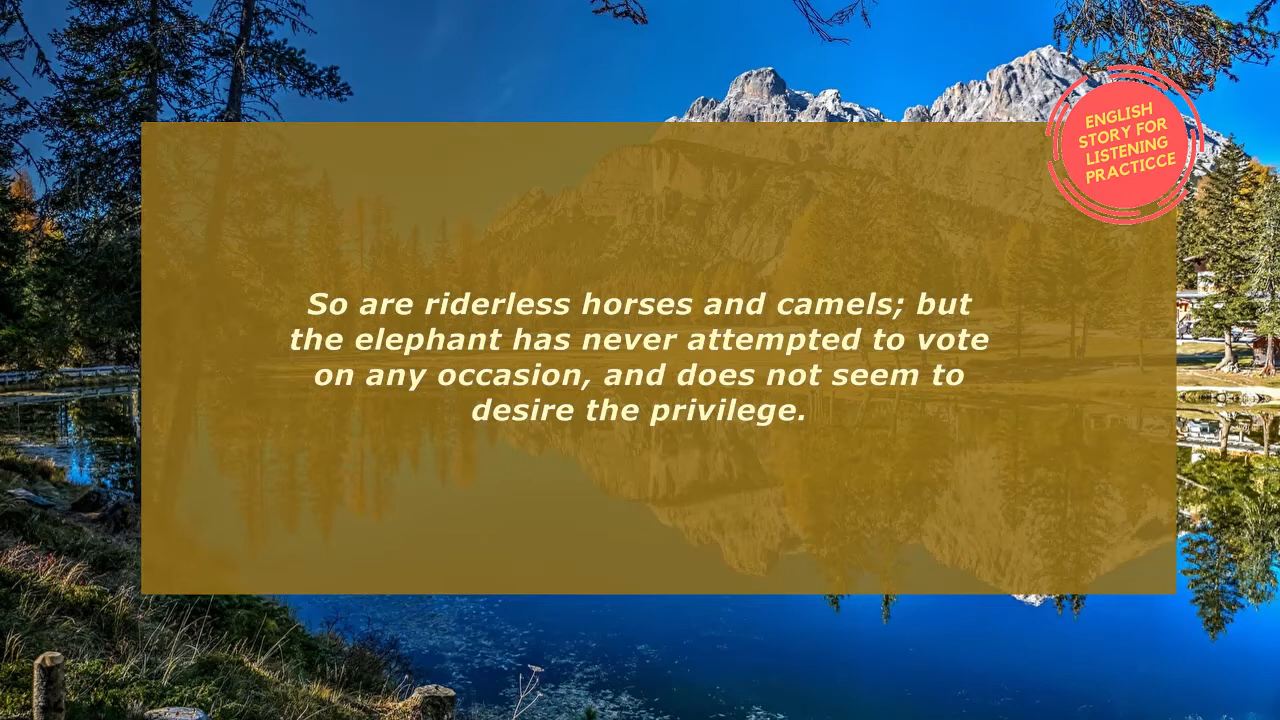 ENGLISH
STORY FOR
LISTENING
PRACTICCE
So are riderless horses and camels; but
the elephant has never attempted to vote
on any occasion, and does not seem to
desire the privilege.